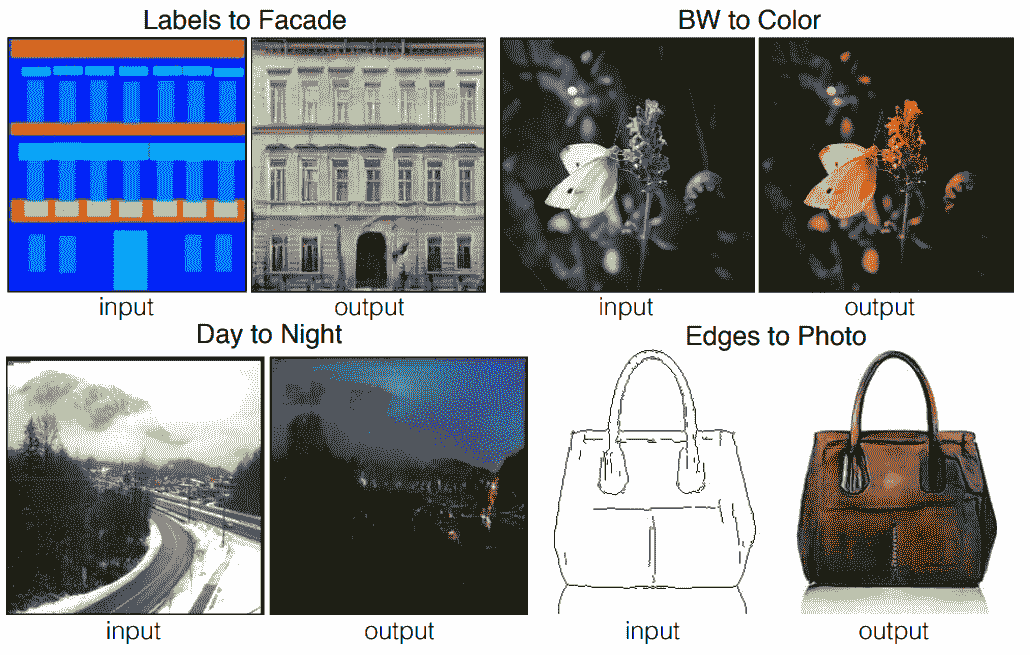 Labels to Facade
BW to Color
input
output
input
output
Day to Night
Edges to Photo
input
output
input
output